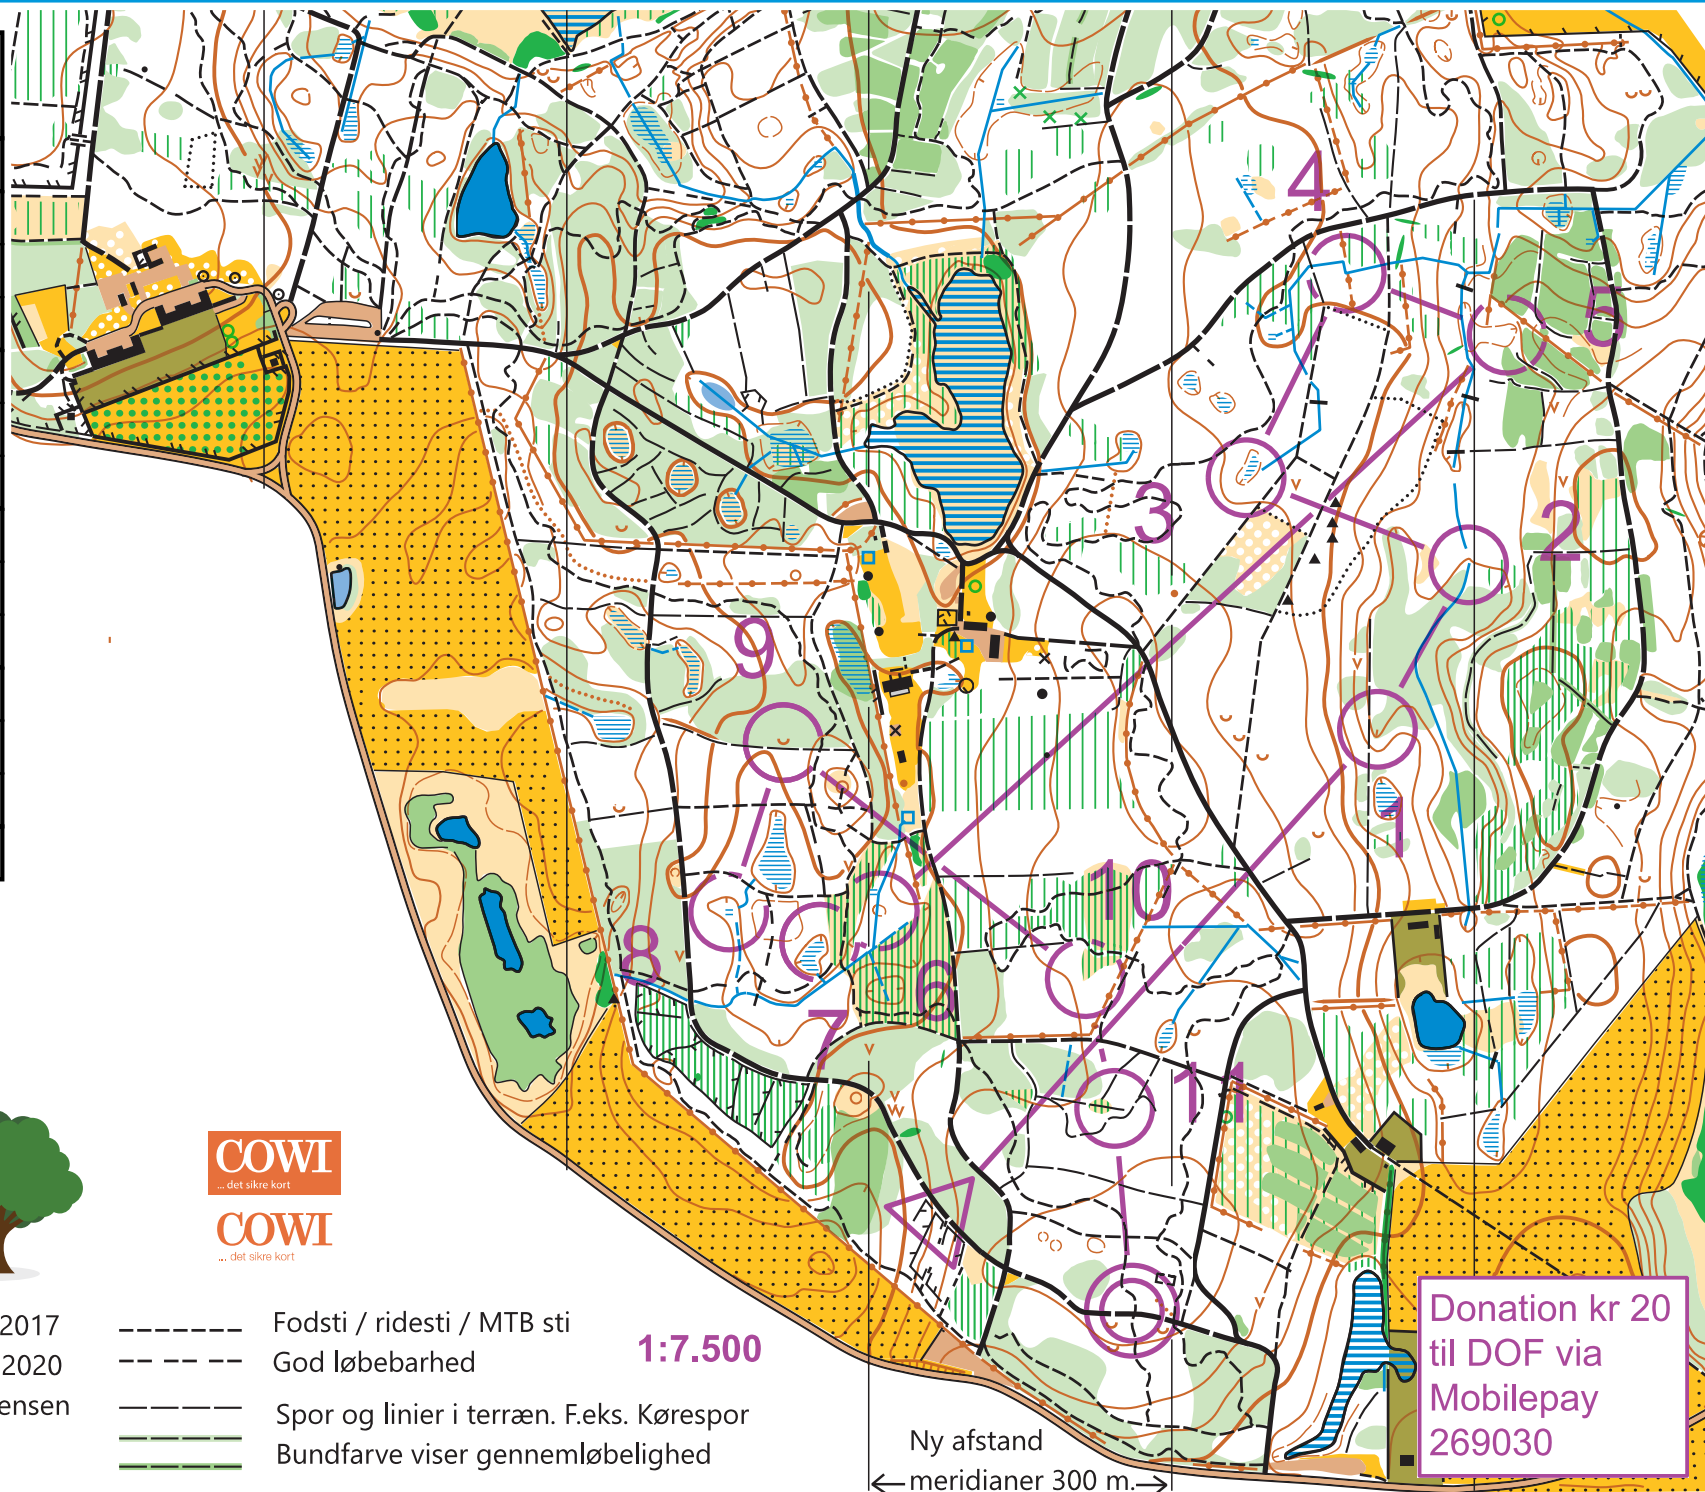 4
5
3
2
9
1
10
8
6
7
11
COWI
... det sikre kort
COWI
... det sikre kort
2017
2020
ensen
Fodsti / ridesti / MTB sti
God løbebarhed
Spor og linier i terræn. F.eks. Kørespor
Bundfarve viser gennemløbelighed
1:7.500
Ny afstand
meridianer 300 m.
Donation kr 20
til DOF via
Mobilepay
269030